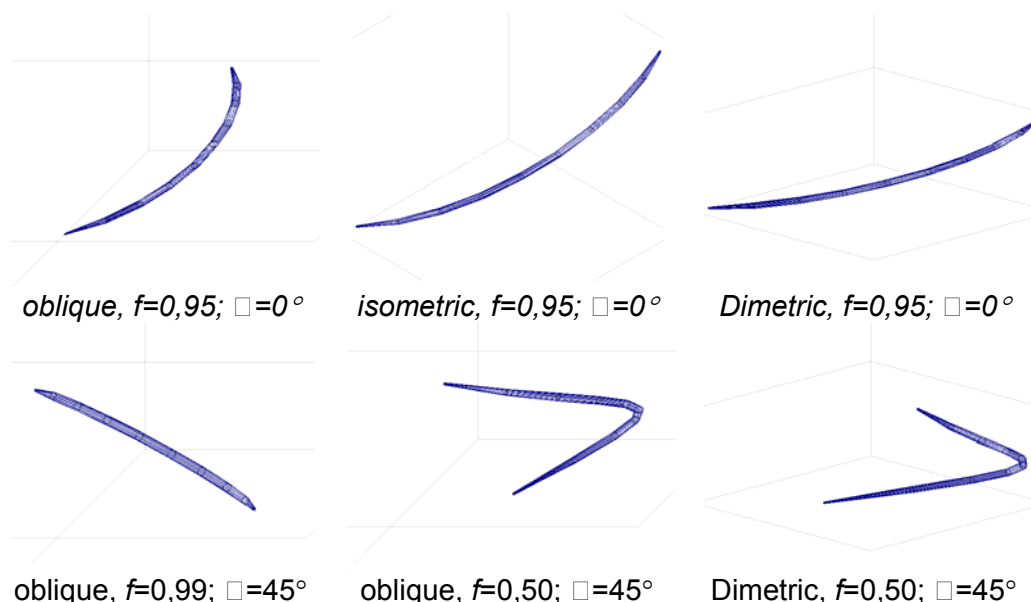 oblique, f=0,95; □=0°
isometric, f=0,95; □=0°
Dimetric, f=0,95; □=0°
oblique, f=0,99; □=45°
oblique, f=0,50; □=45°
Dimetric, f=0,50; □=45°